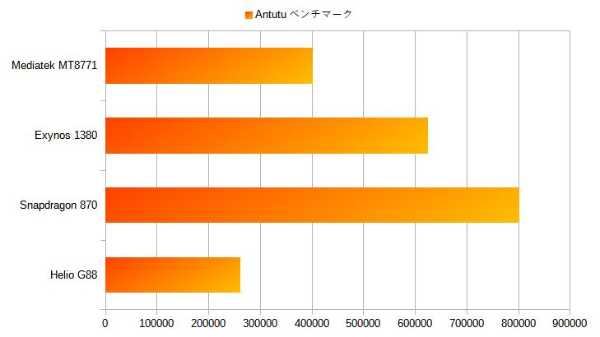 Antutu ベンチマーク
Mediatek MT8771
Exynos 1380
Snapdragon 870
Helio G88
0 100000 200000 300000 400000 500000 600000 700000 800000 900000